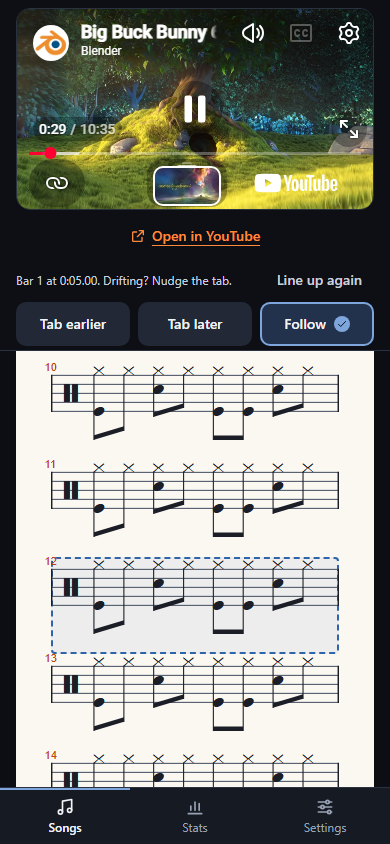 Big Buck Bunny
Blender
CC
0:29 / 10:35
YouTube
Open in YouTube
Bar 1 at 0:05.00. Drifting? Nudge the tab.
Line up again
Tab earlier
Tab later
Follow
10
11
12
13
14
Songs
Stats
Settings